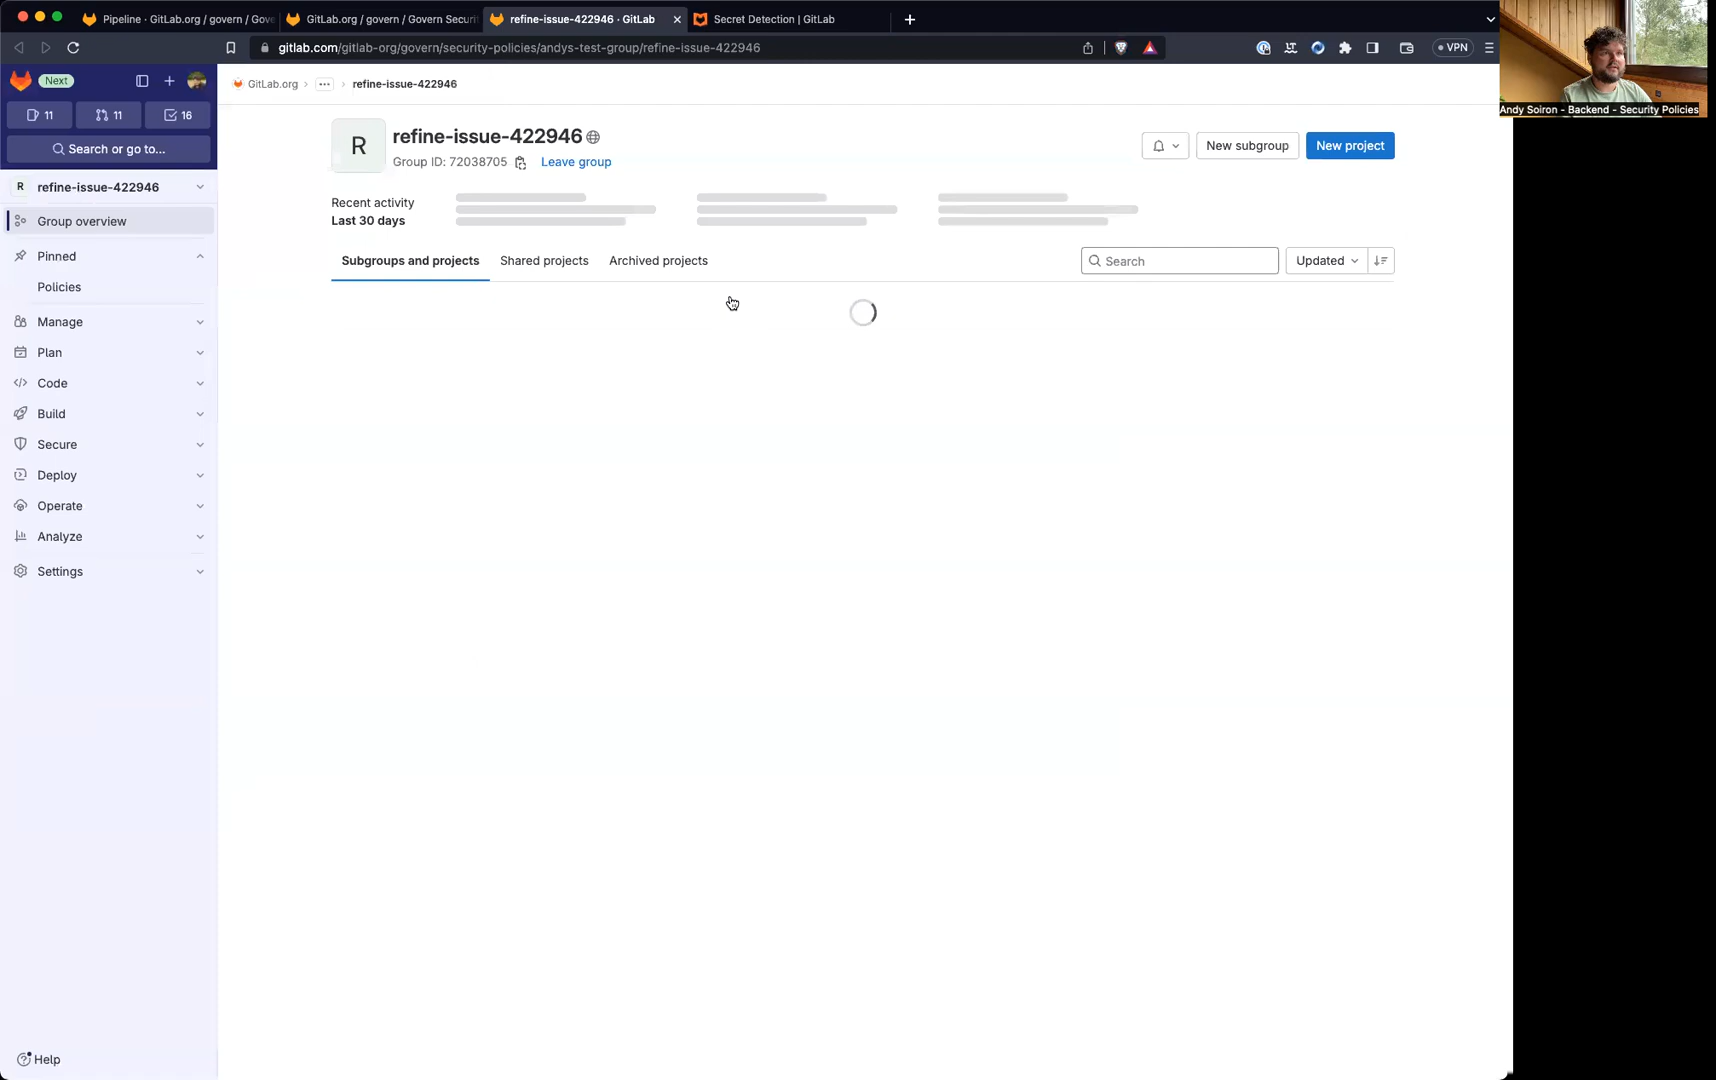 Pipeline · GitLab.org / govern / Gove
GitLab.org / govern / Govern Securi
refine-issue-422946 · GitLab
Secret Detection | GitLab
gitlab.com/gitlab-org/govern/security-policies/andys-test-group/refine-issue-422946
VPN
Andy Soiron - Backend - Security Policies
Next
11
11
16
Search or go to...
R refine-issue-422946
Group overview
Pinned
Policies
Manage
Plan
Code
Build
Secure
Deploy
Operate
Analyze
Settings
Help
GitLab.org
refine-issue-422946
R
refine-issue-422946
Group ID: 72038705
Leave group
New subgroup
New project
Recent activity
Last 30 days
Subgroups and projects
Shared projects
Archived projects
Search
Updated